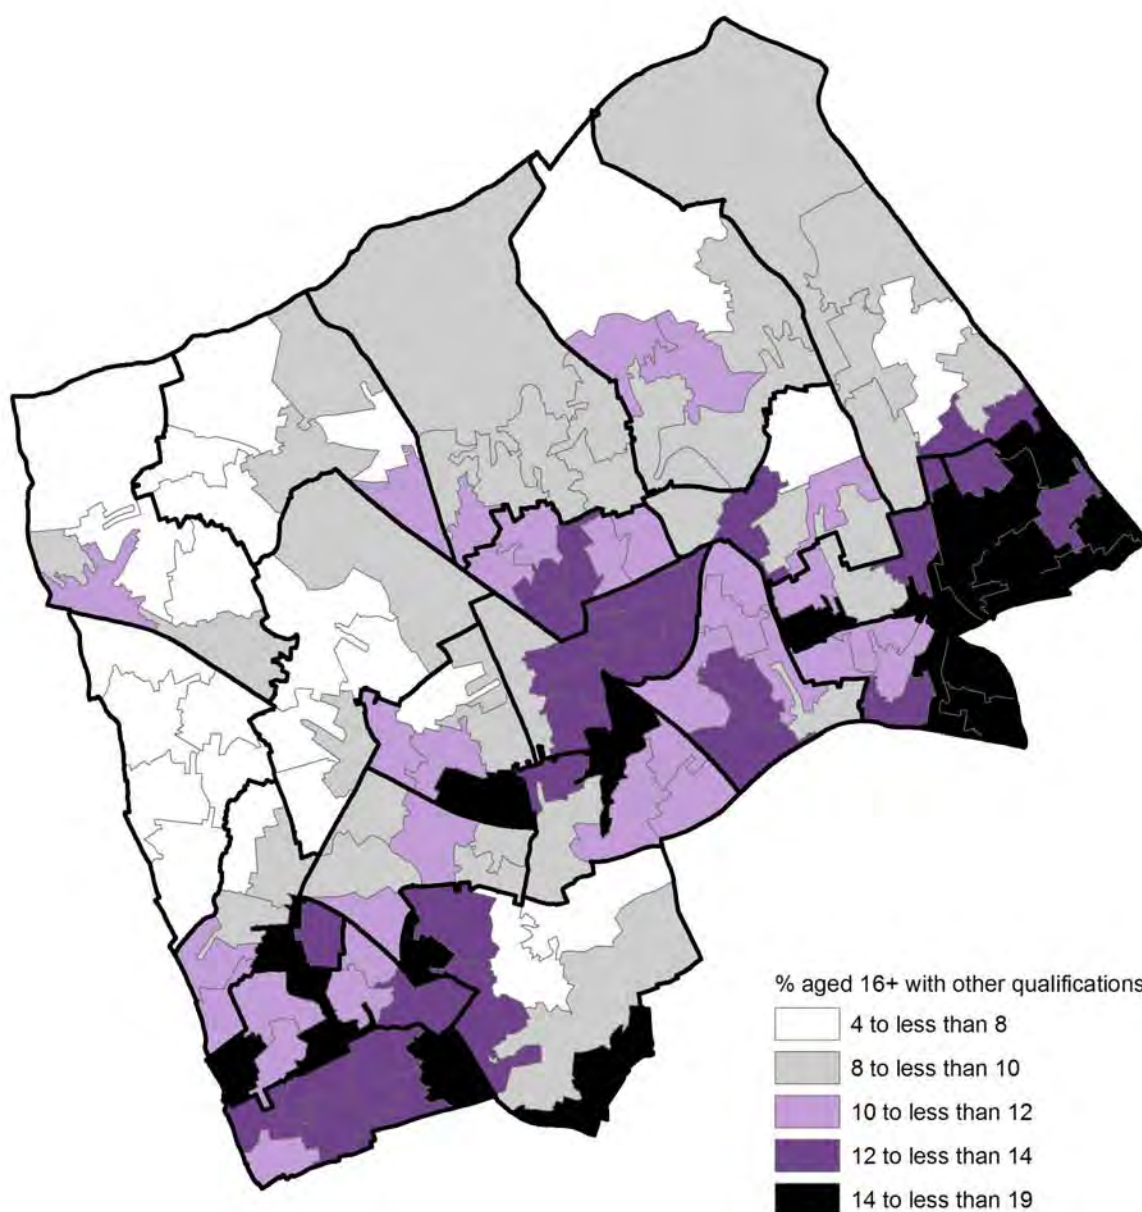 % aged 16+ with other qualifications
4 to less than 8
8 to less than 10
10 to less than 12
12 to less than 14
14 to less than 19